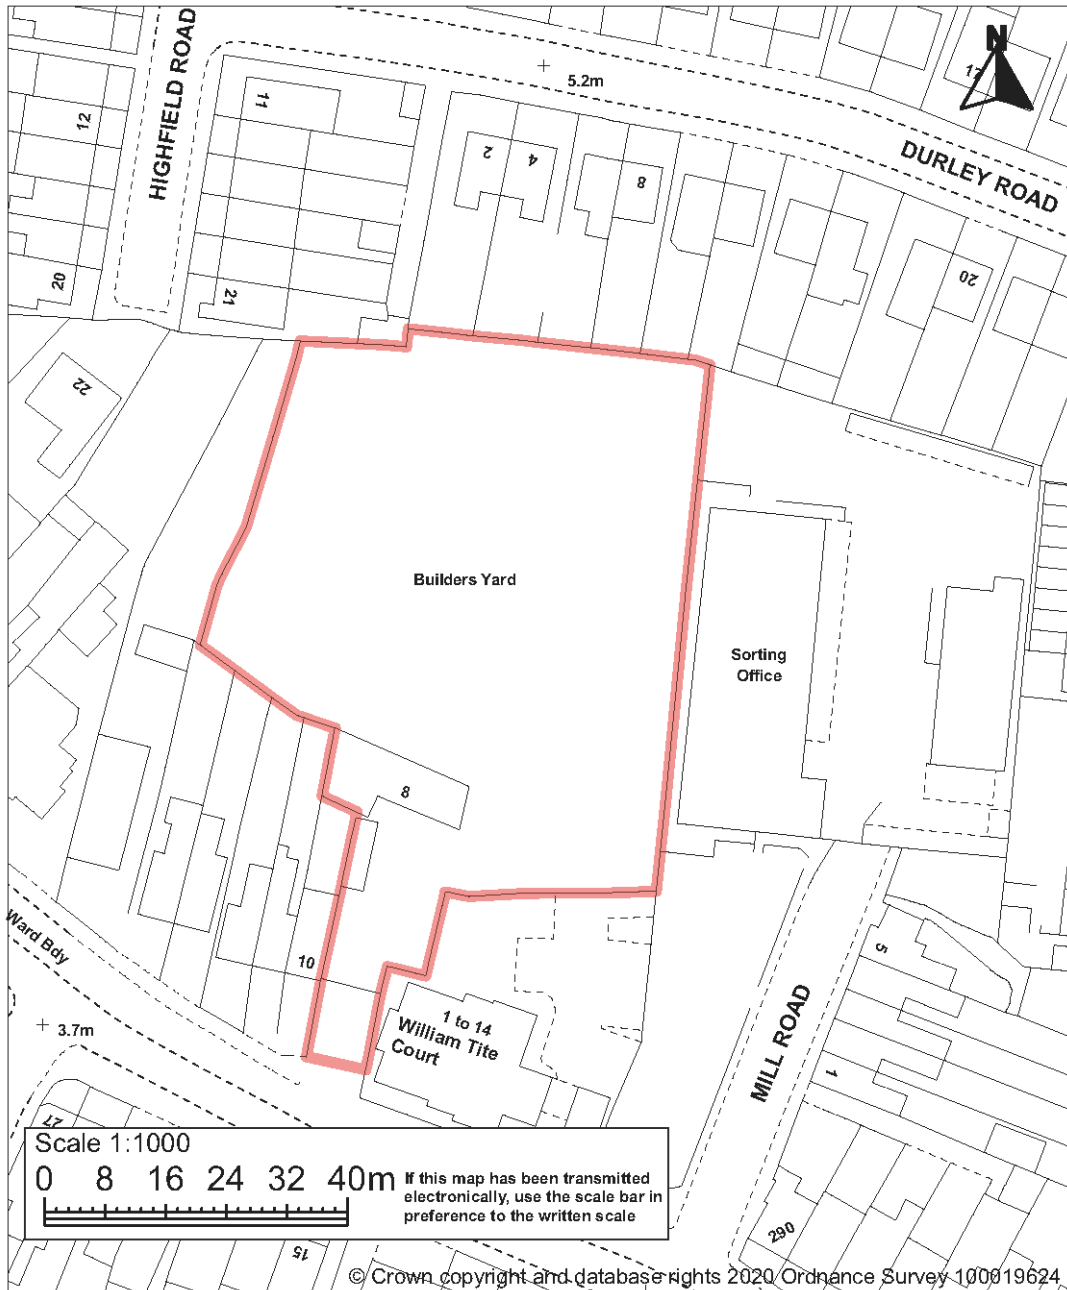 HIGHFIELD ROAD
N
5.2m
17
11
12
2
4
8
DURLEY ROAD
20
21
20
22
Builders Yard
Sorting
Office
8
Ward Bdy
10
5
3.7m
1 to 14
William Tite
Court
MILL ROAD
1
27
Scale 1:1000
0 8 16 24 32 40m
If this map has been transmitted
electronically, use the scale bar in
preference to the written scale
290
15
© Crown copyright and database rights 2020 Ordnance Survey 100019624